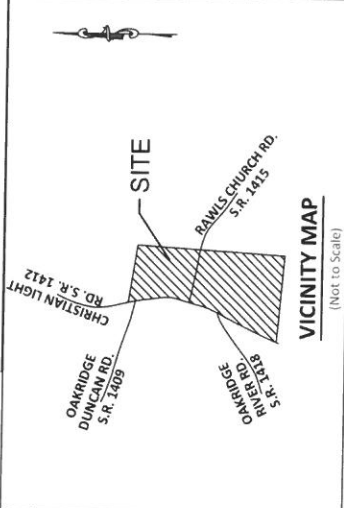 CHRISTIAN LIGHT
RD. S.R. 1412
SITE
OAKRIDGE
DUNCAN RD.
S.R. 1409
RAWLS CHURCH RD.
S.R. 1415
OAKRIDGE
RIVER RD.
S.R. 1418
VICINITY MAP
(Not to Scale)